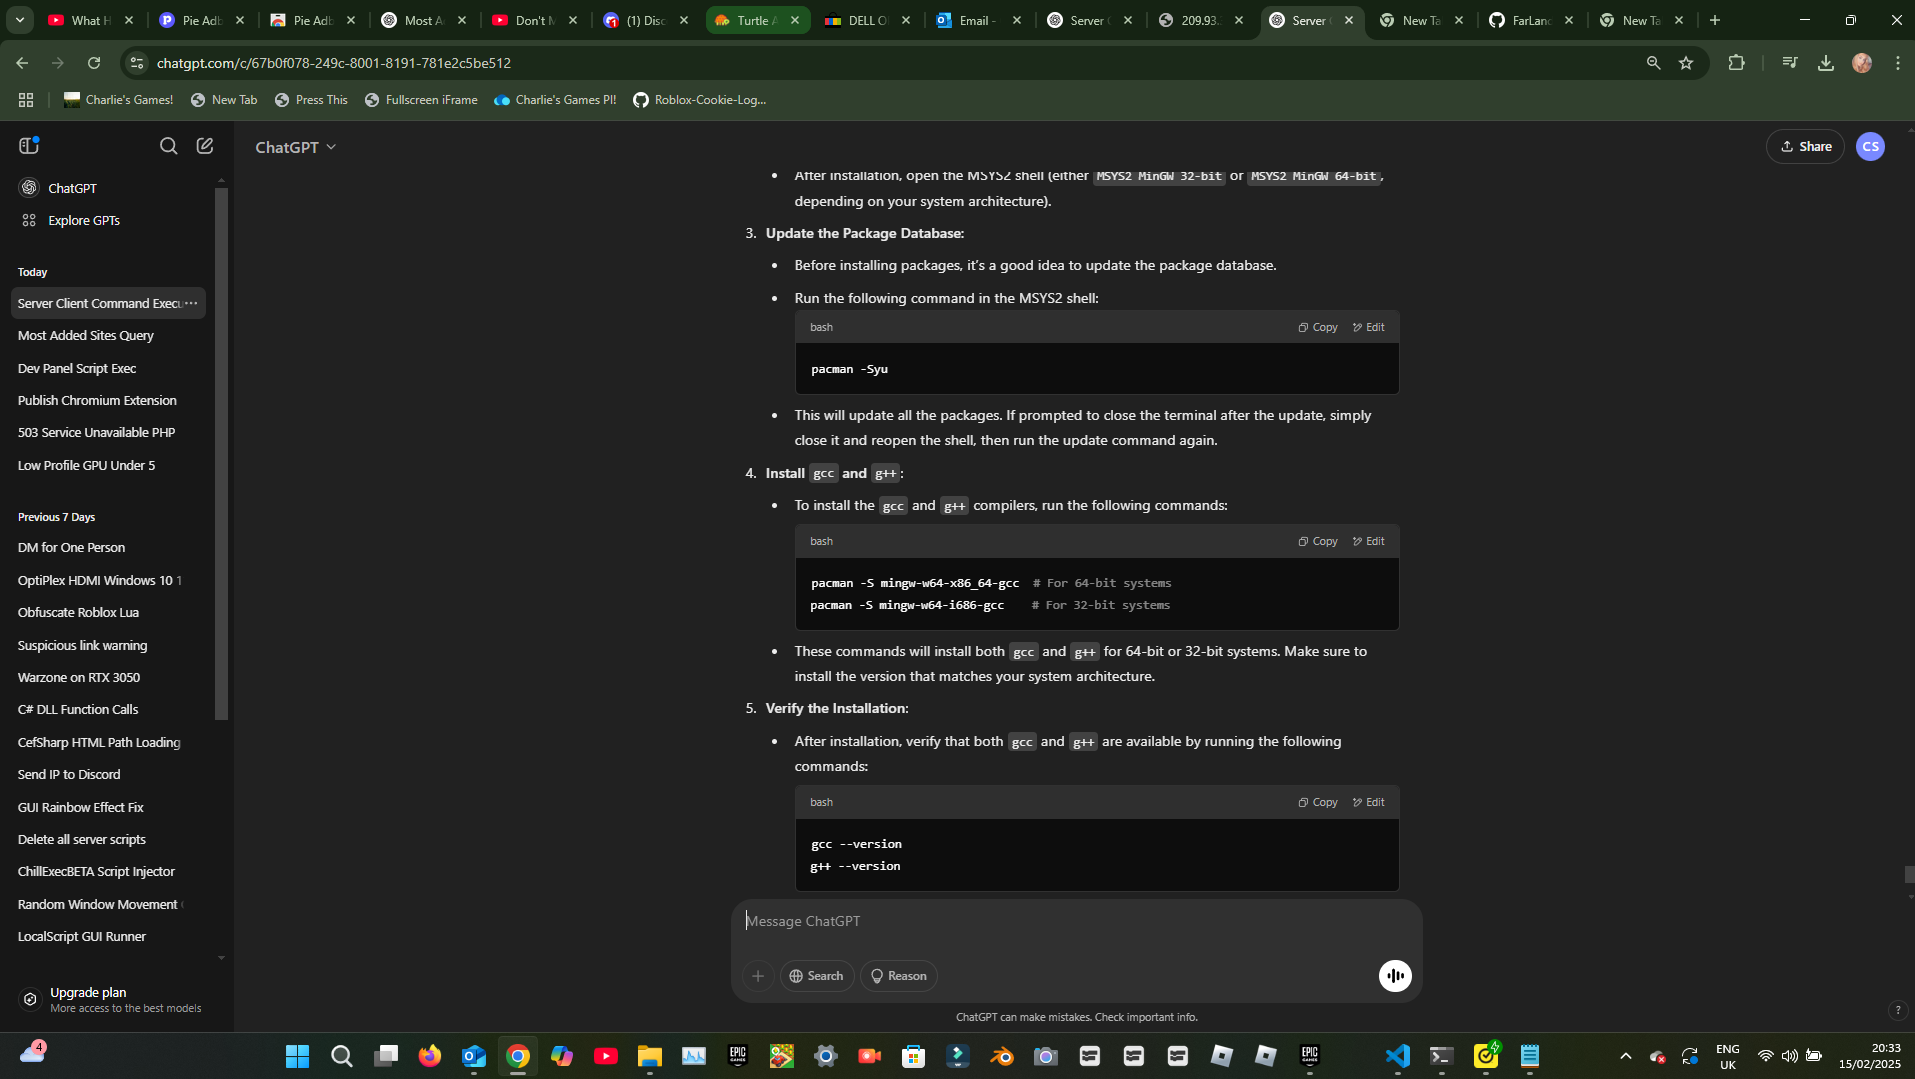 What H
Pie Adb
Pie Adb
Most A
Don't M
(1) Disc
Turtle A
DELL O
Email -
Server
209.93.
Server
New Ta
FarLan
New Ta
chatgpt.com/c/67b0f078-249c-8001-8191-781e2c5be512
Charlie's Games!
New Tab
Press This
Fullscreen iFrame
Charlie's Games PI!
Roblox-Cookie-Log...
ChatGPT
Share
CS
ChatGPT
Explore GPTs
Today
Server Client Command Execu
Most Added Sites Query
Dev Panel Script Exec
Publish Chromium Extension
503 Service Unavailable PHP
Low Profile GPU Under 5
Previous 7 Days
DM for One Person
OptiPlex HDMI Windows 10 1
Obfuscate Roblox Lua
Suspicious link warning
Warzone on RTX 3050
C# DLL Function Calls
CefSharp HTML Path Loading
Send IP to Discord
GUI Rainbow Effect Fix
Delete all server scripts
ChillExecBETA Script Injector
Random Window Movement
LocalScript GUI Runner
Upgrade plan
More access to the best models
After installation, open the MSYS2 shell (either MSYS2 MinGW 32-bit or MSYS2 MinGW 64-bit,
depending on your system architecture).
3. Update the Package Database:
Before installing packages, it's a good idea to update the package database.
Run the following command in the MSYS2 shell:
bash Copy Edit
pacman -Syu
This will update all the packages. If prompted to close the terminal after the update, simply
close it and reopen the shell, then run the update command again.
4. Install gcc and g++:
To install the gcc and g++ compilers, run the following commands:
bash Copy Edit
pacman -S mingw-w64-x86_64-gcc # For 64-bit systems
pacman -S mingw-w64-i686-gcc # For 32-bit systems
These commands will install both gcc and g++ for 64-bit or 32-bit systems. Make sure to
install the version that matches your system architecture.
5. Verify the Installation:
After installation, verify that both gcc and g++ are available by running the following
commands:
bash Copy Edit
gcc --version
g++ --version
Message ChatGPT
Search
Reason
ChatGPT can make mistakes. Check important info.
?
4
EPIC GAMES
EPIC GAMES
ENG
UK
20:33
15/02/2025